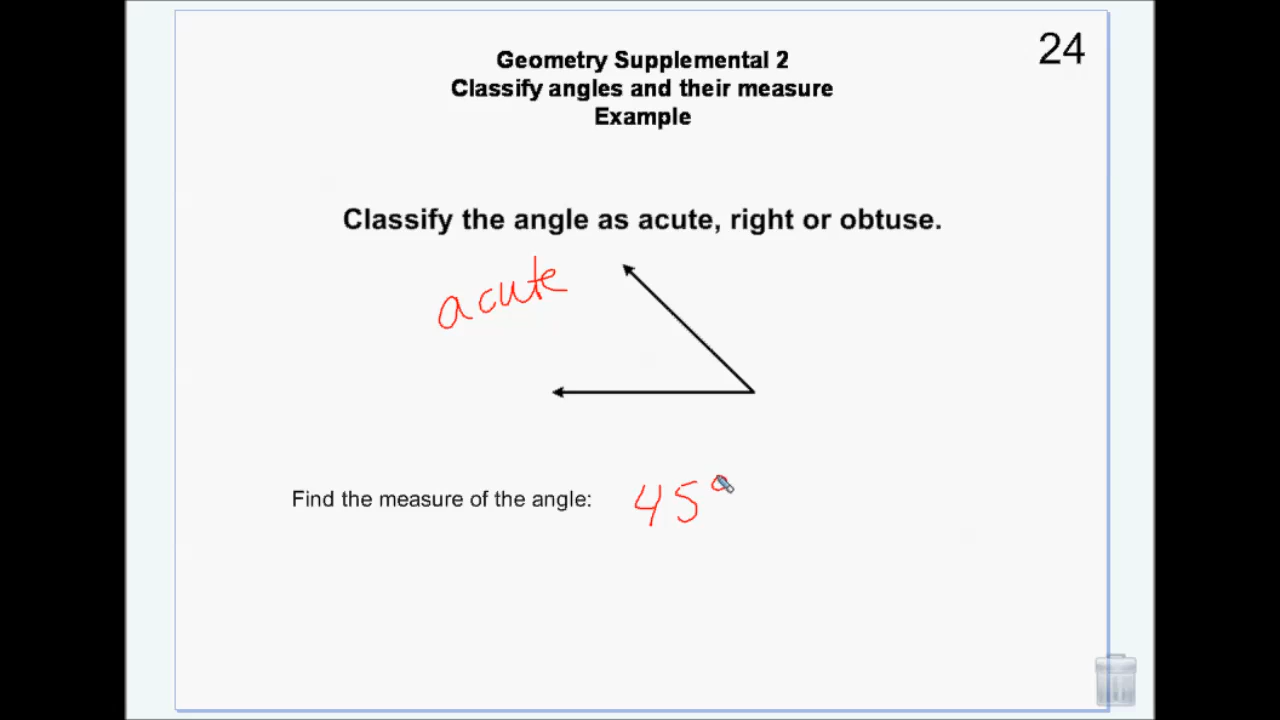 24
Geometry Supplemental 2
Classify angles and their measure
Example
Classify the angle as acute, right or obtuse.
acute
Find the measure of the angle: 45°